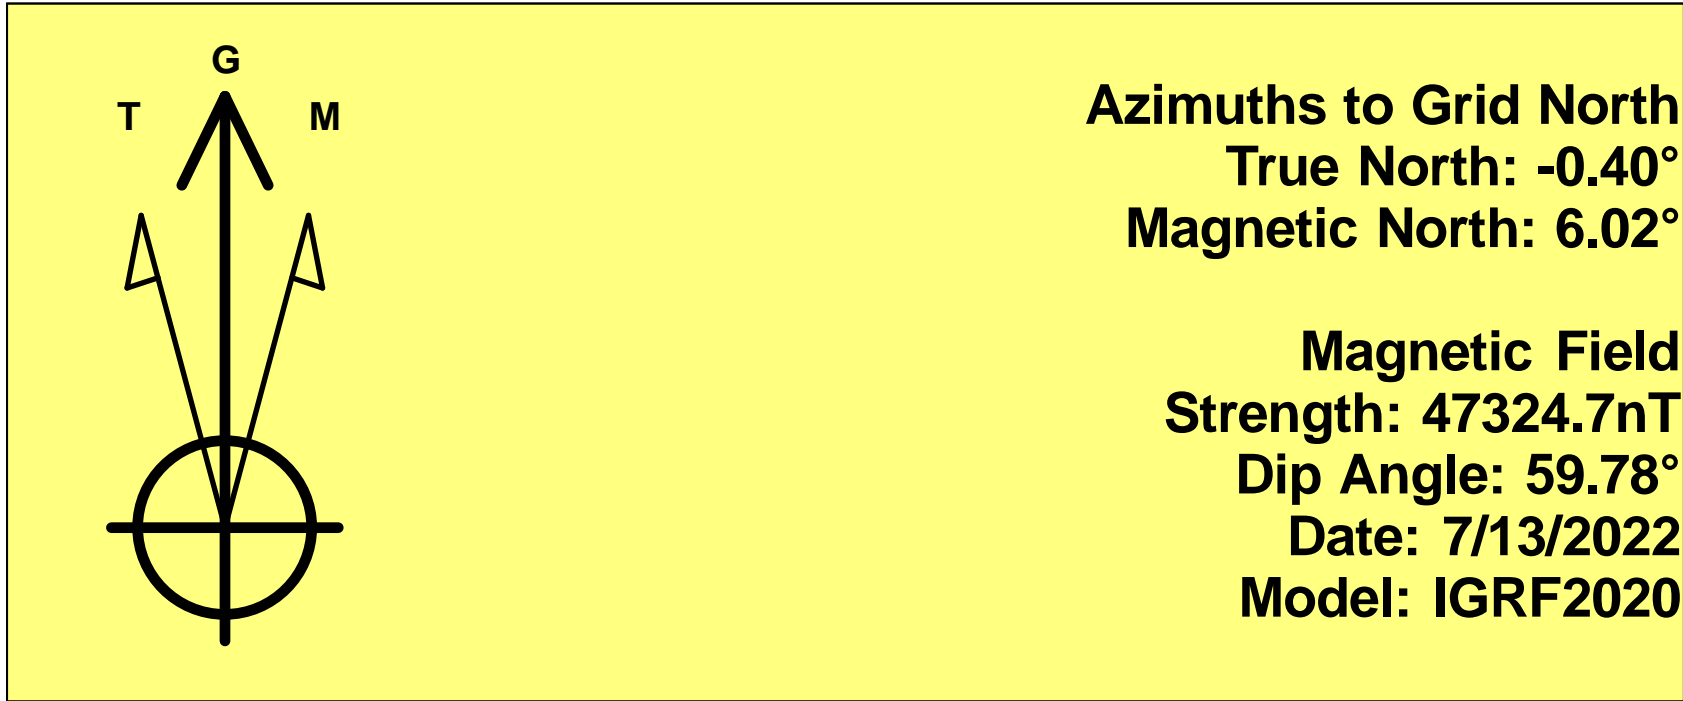 G
T
M
Azimuths to Grid North
True North: -0.40°
Magnetic North: 6.02°
Magnetic Field
Strength: 47324.7nT
Dip Angle: 59.78°
Date: 7/13/2022
Model: IGRF2020